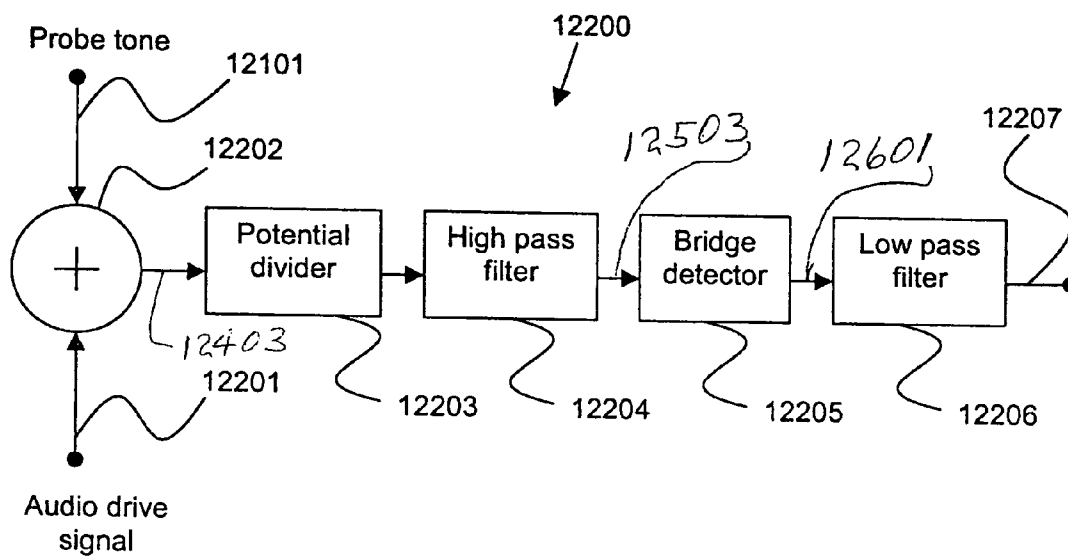 Probe tone
12200
12101
12202
12503
12601
12207
Potential
divider
High pass
filter
Bridge
detector
Low pass
filter
+
12403
12201
12203
12204
12205
12206
Audio drive
signal